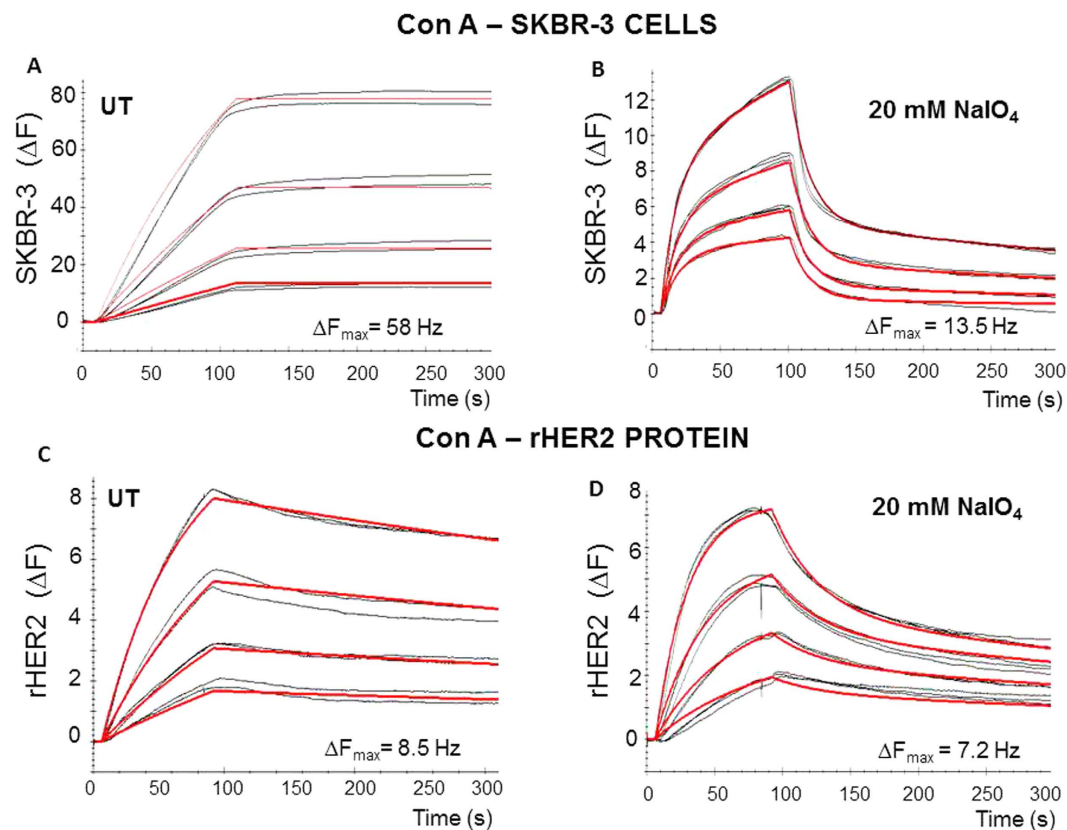 Con A – SKBR-3 CELLS
A
UT
SKBR-3 (ΔF)
80
60
40
20
0
0 50 100 150 200 250 300
Time (s)
ΔFmax= 58 Hz
B
20 mM NaIO4
SKBR-3 (ΔF)
12
10
8
6
4
2
0
0 50 100 150 200 250 300
Time (s)
ΔFmax = 13.5 Hz
Con A – rHER2 PROTEIN
C
UT
rHER2 (ΔF)
8
6
4
2
0
0 50 100 150 200 250 300
Time (s)
ΔFmax= 8.5 Hz
D
20 mM NaIO4
rHER2 (ΔF)
8
6
4
2
0
0 50 100 150 200 250 300
Time (s)
ΔFmax = 7.2 Hz